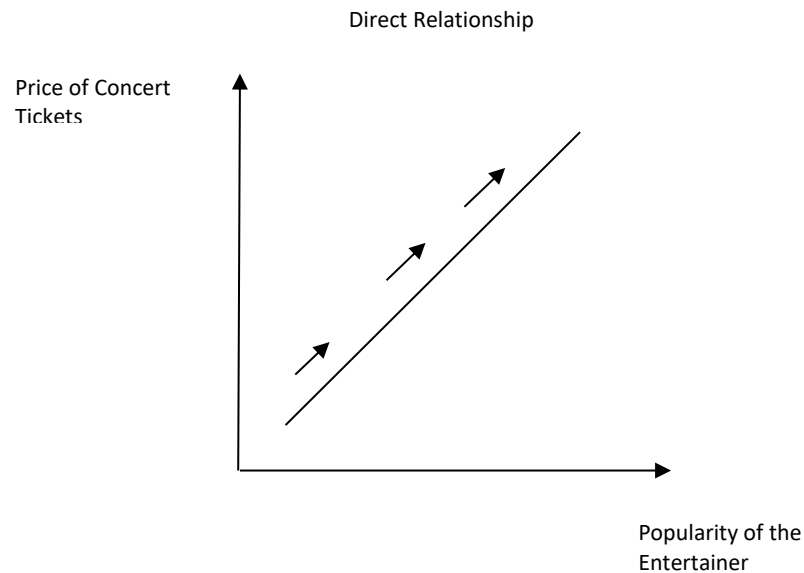 Direct Relationship
Price of Concert
Tickets
Popularity of the
Entertainer